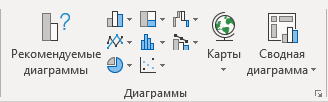 Рекомендуемые
диаграммы
Карты
Сводная
диаграмма
Диаграммы